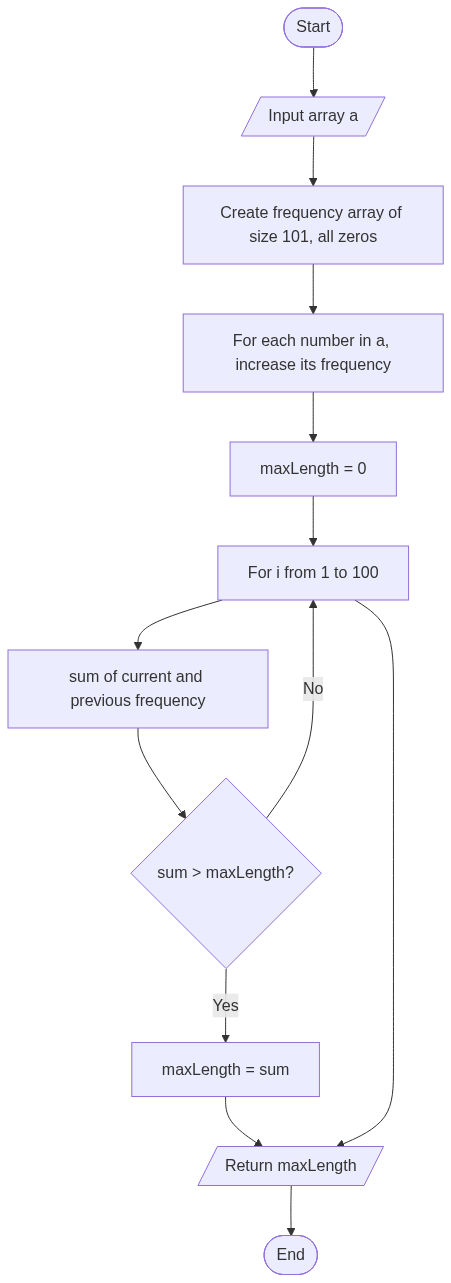 Start
Input array a
Create frequency array of
size 101, all zeros
For each number in a,
increase its frequency
maxLength = 0
For i from 1 to 100
sum of current and
previous frequency
No
sum > maxLength?
Yes
maxLength = sum
Return maxLength
End